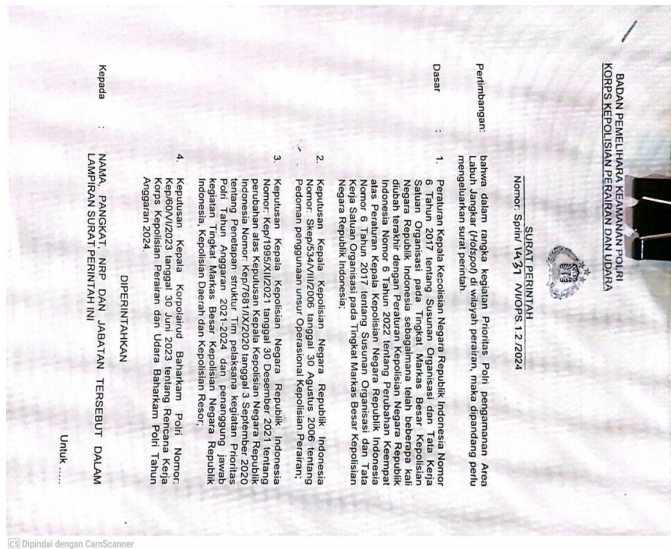 BADAN PEMELIHARA KEAMANAN POLRI
KORPS KEPOLISIAN PERAIRAN DAN UDARA
SURAT PERINTAH
Nomor: Sprin/ /VI/OPS.1.2./2024
Pertimbangan: bahwa dalam rangka kegiatan Prioritas Polri pengamanan Area
Labuh Jangkar (Hotspot) di wilayah perairan, maka dipandang perlu
mengeluarkan surat perintah.
Dasar : 1. Peraturan Kepala Kepolisian Negara Republik Indonesia Nomor
6 Tahun 2017 tentang Susunan Organisasi dan Tata Kerja
Satuan Organisasi pada Tingkat Markas Besar Kepolisian
Negara Republik Indonesia sebagaimana telah beberapa kali
diubah terakhir dengan Peraturan Kepolisian Negara Republik
Indonesia Nomor 6 Tahun 2022 tentang Perubahan Keempat
atas Peraturan Kepala Kepolisian Negara Republik Indonesia
Nomor 6 Tahun 2017 tentang Susunan Organisasi dan Tata
Kerja Satuan Organisasi pada Tingkat Markas Besar Kepolisian
Negara Republik Indonesia;
2. Keputusan Kepala Kepolisian Negara Republik Indonesia
Nomor: Skep/534/VIII/2006 tanggal 30 Agustus 2006 tentang
Pedoman penggunaan unsur Operasional Kepolisian Perairan;
3. Keputusan Kepala Kepolisian Negara Republik Indonesia
Nomor: Kep/1995/XII/2021 tanggal 30 Desember 2021 tentang
perubahan atas Keputusan Kepala Kepolisian Negara Republik
Indonesia Nomor: Kep/7681/IX/2020 tanggal 3 September 2020
tentang Penetapan struktur Tim pelaksana kegiatan Prioritas
Polri Tahun Anggaran 2021-2024 dan penanggung jawab
kegiatan Tingkat Markas Besar Kepolisian Negara Republik
Indonesia, Kepolisian Daerah dan Kepolisian Resor;
4. Keputusan Kepala Korpolairud Baharkam Polri Nomor:
Kep/60/VI/2023 tanggal 30 Juni 2023 tentang Rencana Kerja
Korps Kepolisian Perairan dan Udara Baharkam Polri Tahun
Anggaran 2024.
DIPERINTAHKAN
Kepada : NAMA, PANGKAT, NRP DAN JABATAN TERSEBUT DALAM
LAMPIRAN SURAT PERINTAH INI
Untuk .....
CS Dipindai dengan CamScanner